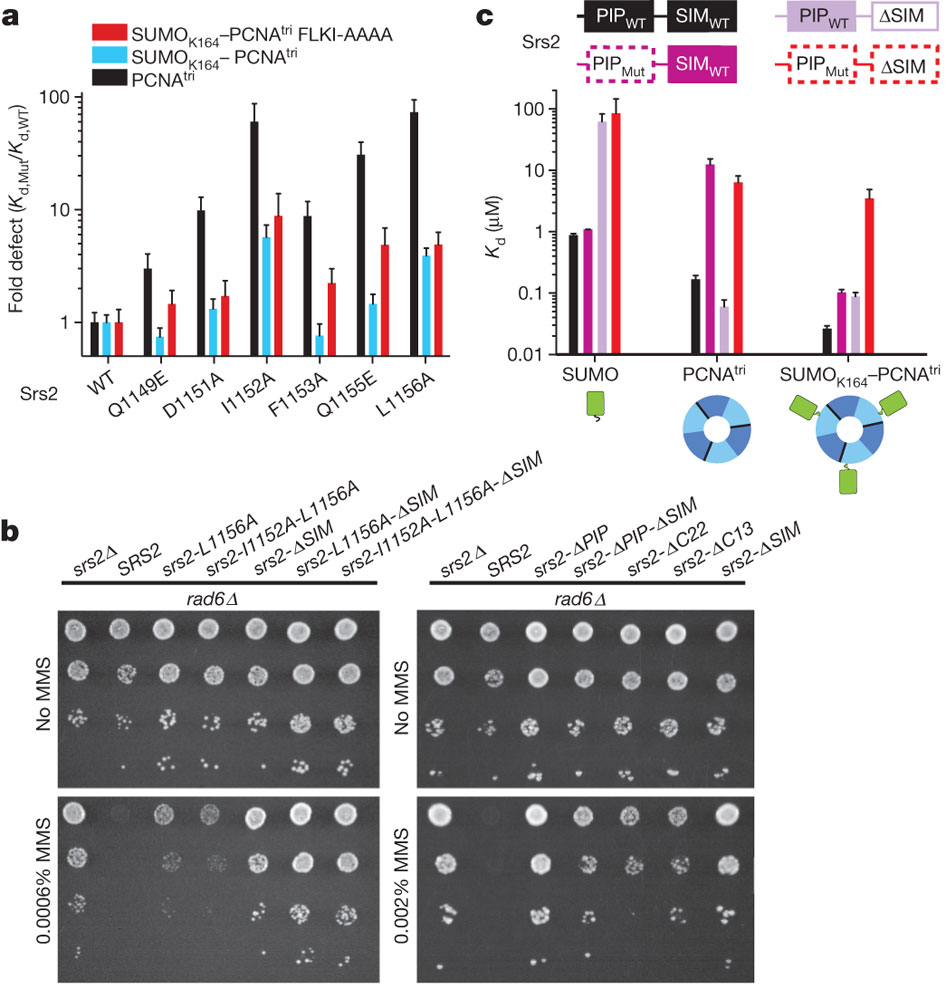 a
SUMOK164–PCNAtri FLKI-AAAA
SUMOK164– PCNAtri
PCNAtri
Fold defect (Kd,Mut/Kd,WT)
100
10
1
Srs2
WT
Q1149E
D1151A
I1152A
F1153A
Q1155E
L1156A
c
Srs2
PIPWT
SIMWT
PIPWT
ΔSIM
PIPMut
SIMWT
PIPMut
ΔSIM
Kd (μM)
100
10
1
0.1
0.01
SUMO
PCNAtri
SUMOK164–PCNAtri
b
srs2Δ
SRS2
srs2-L1156A
srs2-I1152A-L1156A
srs2-ΔSIM
srs2-L1156A-ΔSIM
srs2-I1152A-L1156A-ΔSIM
rad6Δ
No MMS
0.0006% MMS
srs2Δ
SRS2
srs2-ΔPIP
srs2-ΔPIP-ΔSIM
srs2-ΔC22
srs2-ΔC13
srs2-ΔSIM
rad6Δ
No MMS
0.002% MMS